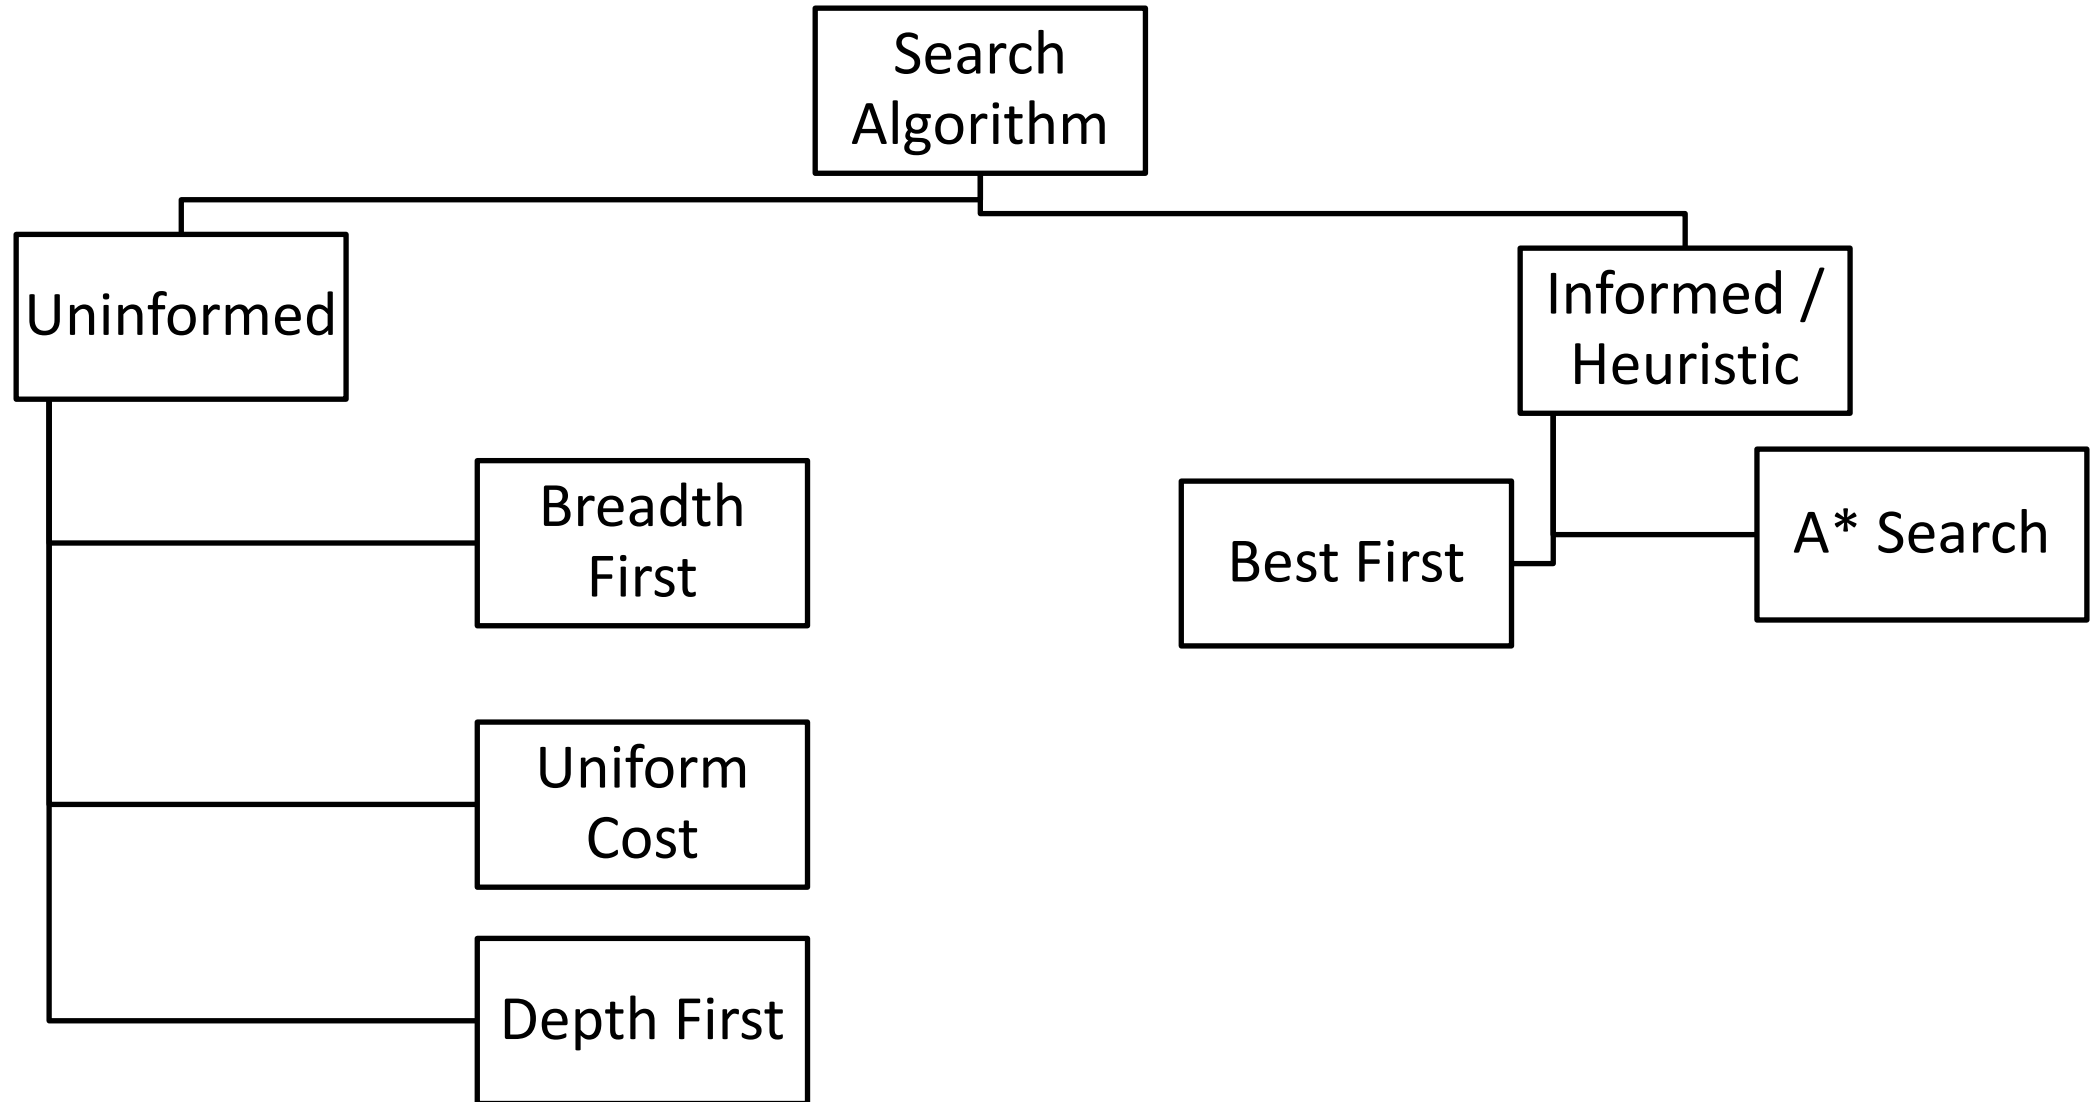 Search
Algorithm
Uninformed
Informed /
Heuristic
Breadth
First
Best First
A* Search
Uniform
Cost
Depth First